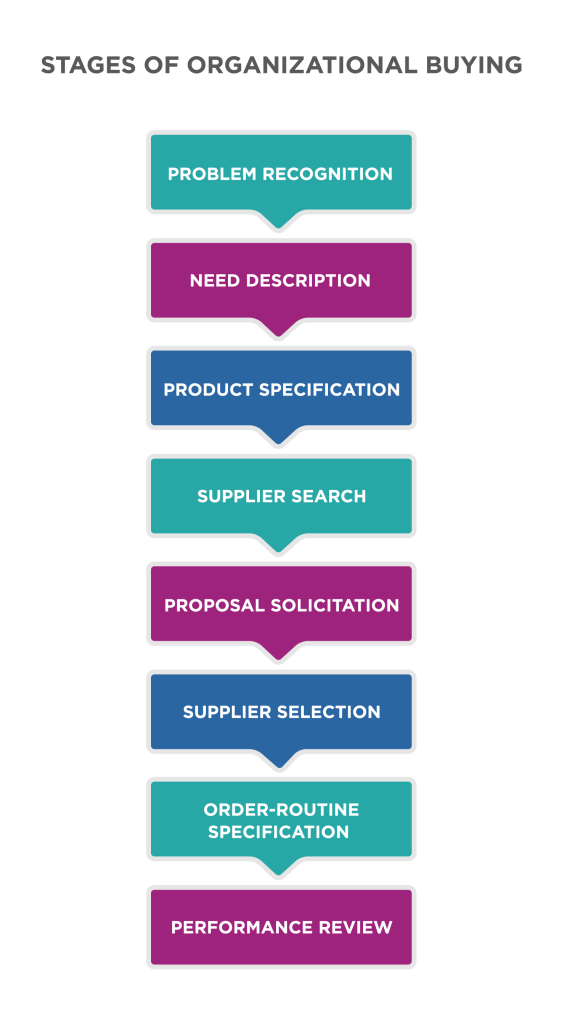 STAGES OF ORGANIZATIONAL BUYING
PROBLEM RECOGNITION
NEED DESCRIPTION
PRODUCT SPECIFICATION
SUPPLIER SEARCH
PROPOSAL SOLICITATION
SUPPLIER SELECTION
ORDER-ROUTINE
SPECIFICATION
PERFORMANCE REVIEW